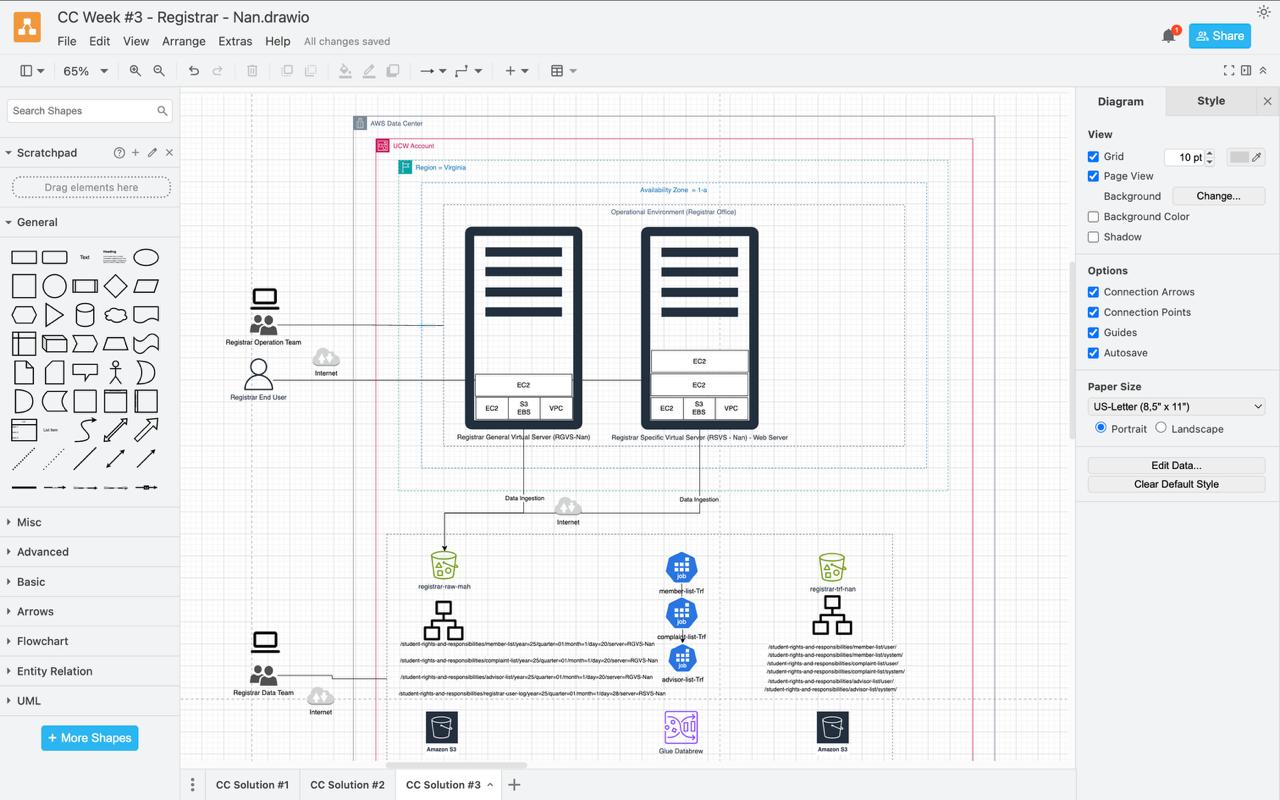 CC Week #3 - Registrar - Nan.drawio
File Edit View Arrange Extras Help All changes saved
1
Share
65%
Search Shapes
Scratchpad
Drag elements here
General
Text
Heading
List Item
Misc
Advanced
Basic
Arrows
Flowchart
Entity Relation
UML
+ More Shapes
AWS Data Center
UCW Account
Region = Virginia
Availability Zone = 1-a
Operational Environment (Registrar Office)
Registrar Operation Team
Internet
Registrar End User
EC2
EC2
S3
EBS
VPC
Registrar General Virtual Server (RGVS-Nan)
EC2
EC2
EC2
S3
EBS
VPC
Registrar Specific Virtual Server (RSVS - Nan) - Web Server
Data Ingestion
Data Ingestion
Internet
registrar-raw-mah
/student-rights-and-responsibilities/member-list/year=25/quarter=01/month=1/day=20/server=RGVS-Nan
/student-rights-and-responsibilities/complaint-list/year=25/quarter=01/month=1/day=20/server=RGVS-Nan
/student-rights-and-responsibilities/advisor-list/year=25/quarter=01/month=1/day=20/server=RGVS-Nan
/student-rights-and-responsibilities/registrar-user-log/year=25/quarter=01/month=1/day=28/server=RSVS-Nan
job
member-list-Trf
job
complaint-list-Trf
job
advisor-list-Trf
registrar-trf-nan
/student-rights-and-responsibilities/member-list/user/
/student-rights-and-responsibilities/member-list/system/
/student-rights-and-responsibilities/complaint-list/user/
/student-rights-and-responsibilities/complaint-list/system/
/student-rights-and-responsibilities/advisor-list/user/
/student-rights-and-responsibilities/advisor-list/system/
Registrar Data Team
Internet
Amazon S3
Glue Databrew
Amazon S3
Diagram
Style
View
Grid
10 pt
Page View
Background
Change...
Background Color
Shadow
Options
Connection Arrows
Connection Points
Guides
Autosave
Paper Size
US-Letter (8,5" x 11")
Portrait
Landscape
Edit Data...
Clear Default Style
CC Solution #1
CC Solution #2
CC Solution #3